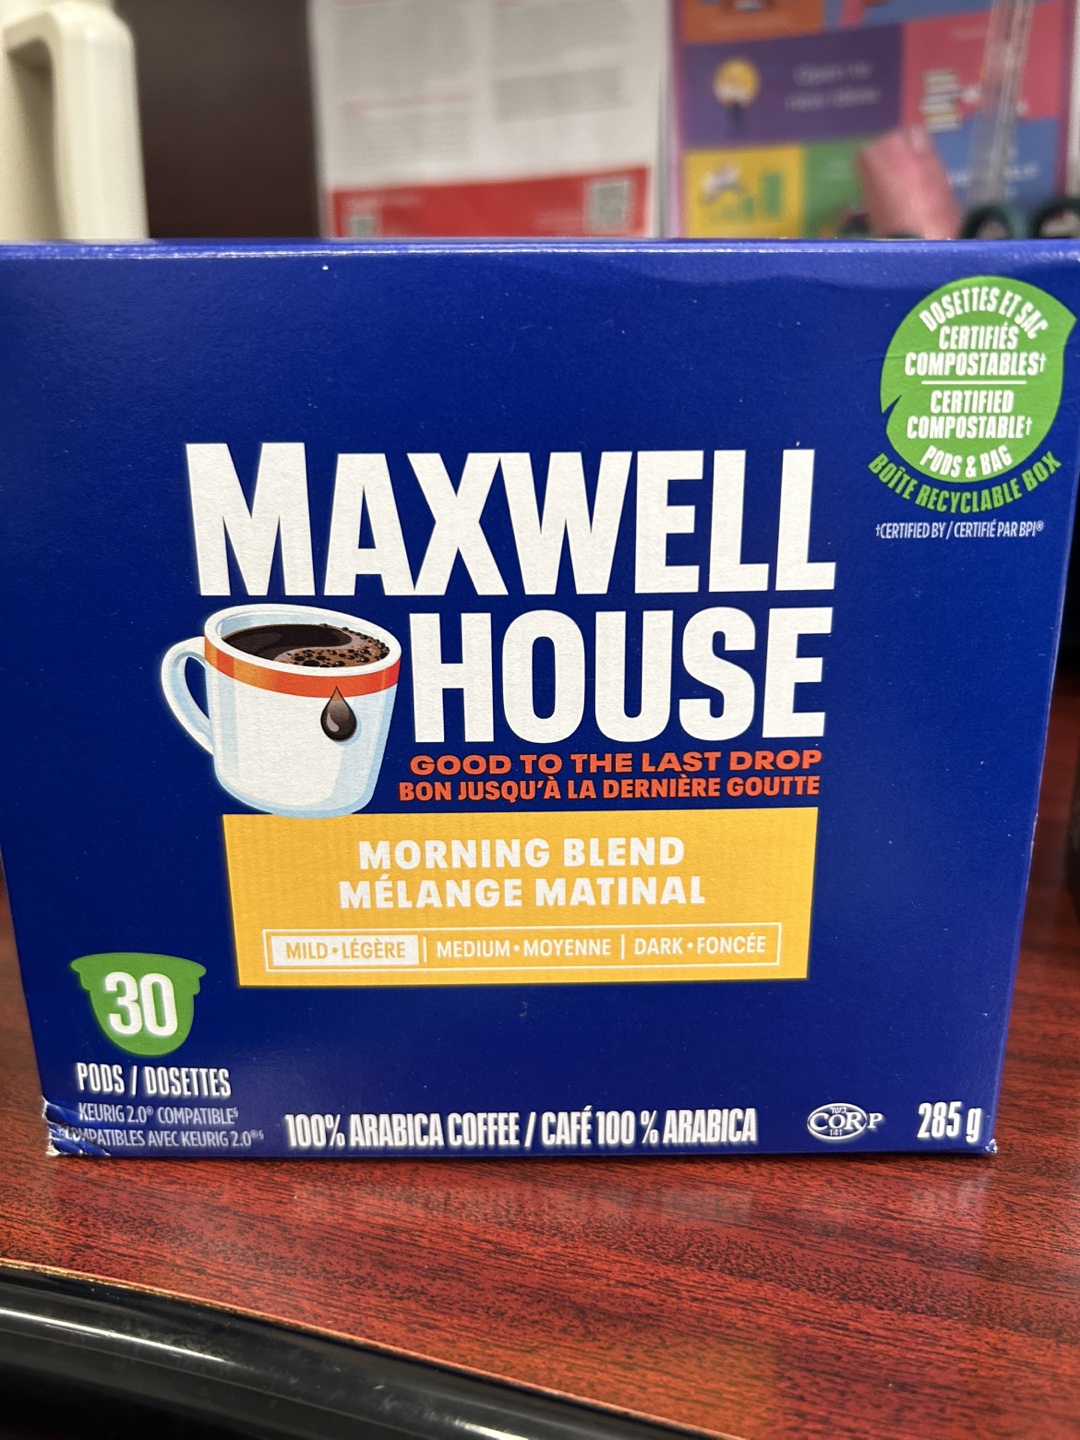 DOSETTES ET SAC
CERTIFIÉS
COMPOSTABLES†
CERTIFIED
COMPOSTABLE†
PODS & BAG
BOÎTE RECYCLABLE BOX
†CERTIFIED BY / CERTIFIÉ PAR BPI®
MAXWELL
HOUSE
GOOD TO THE LAST DROP
BON JUSQU'À LA DERNIÈRE GOUTTE
MORNING BLEND
MÉLANGE MATINAL
MILD • LÉGÈRE | MEDIUM • MOYENNE | DARK • FONCÉE
30
PODS / DOSETTES
KEURIG 2.0® COMPATIBLE§
COMPATIBLES AVEC KEURIG 2.0®§
100% ARABICA COFFEE / CAFÉ 100 % ARABICA
COR P
141
285 g